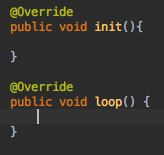 @Override
public void init(){
}
@Override
public void loop() {
}